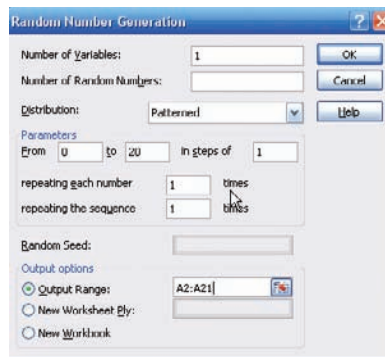 Random Number Generation
Number of Variables: 1 OK
Number of Random Numbers: Cancel
Distribution: Patterned Help
Parameters
From 0 to 20 in steps of 1
repeating each number 1 times
repeating the sequence 1 times
Random Seed:
Output options
Output Range: A2:A21
New Worksheet Ply:
New Workbook